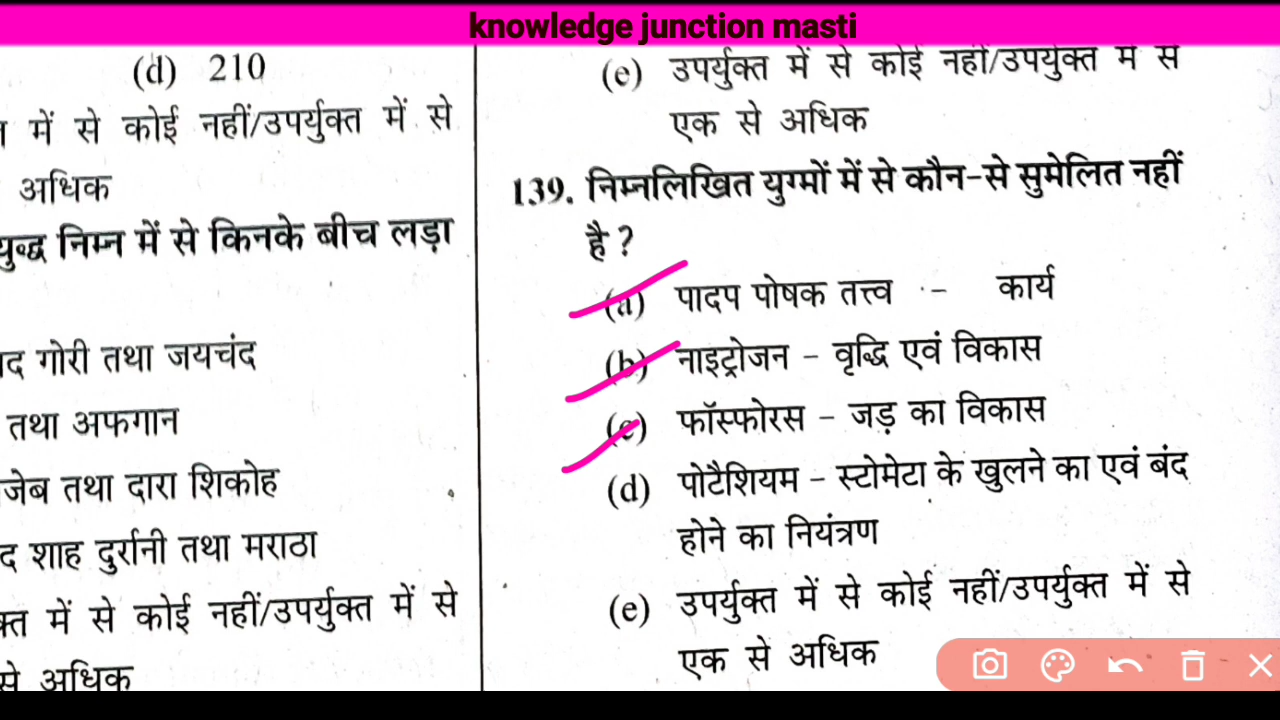 knowledge junction masti
(d) 210
में से कोई नहीं/उपर्युक्त में से
अधिक
युद्ध निम्न में से किनके बीच लड़ा
गोरी तथा जयचंद
तथा अफगान
तथा दारा शिकोह
शाह दुर्रानी तथा मराठा
में से कोई नहीं/उपर्युक्त में से
से अधिक
(e) उपर्युक्त में से कोई नहीं/उपर्युक्त में से
एक से अधिक
139. निम्नलिखित युग्मों में से कौन-से सुमेलित नहीं
है ?
(a) पादप पोषक तत्त्व - कार्य
(b) नाइट्रोजन - वृद्धि एवं विकास
(c) फॉस्फोरस - जड़ का विकास
(d) पोटैशियम - स्टोमेटा के खुलने का एवं बंद
होने का नियंत्रण
(e) उपर्युक्त में से कोई नहीं/उपर्युक्त में से
एक से अधिक